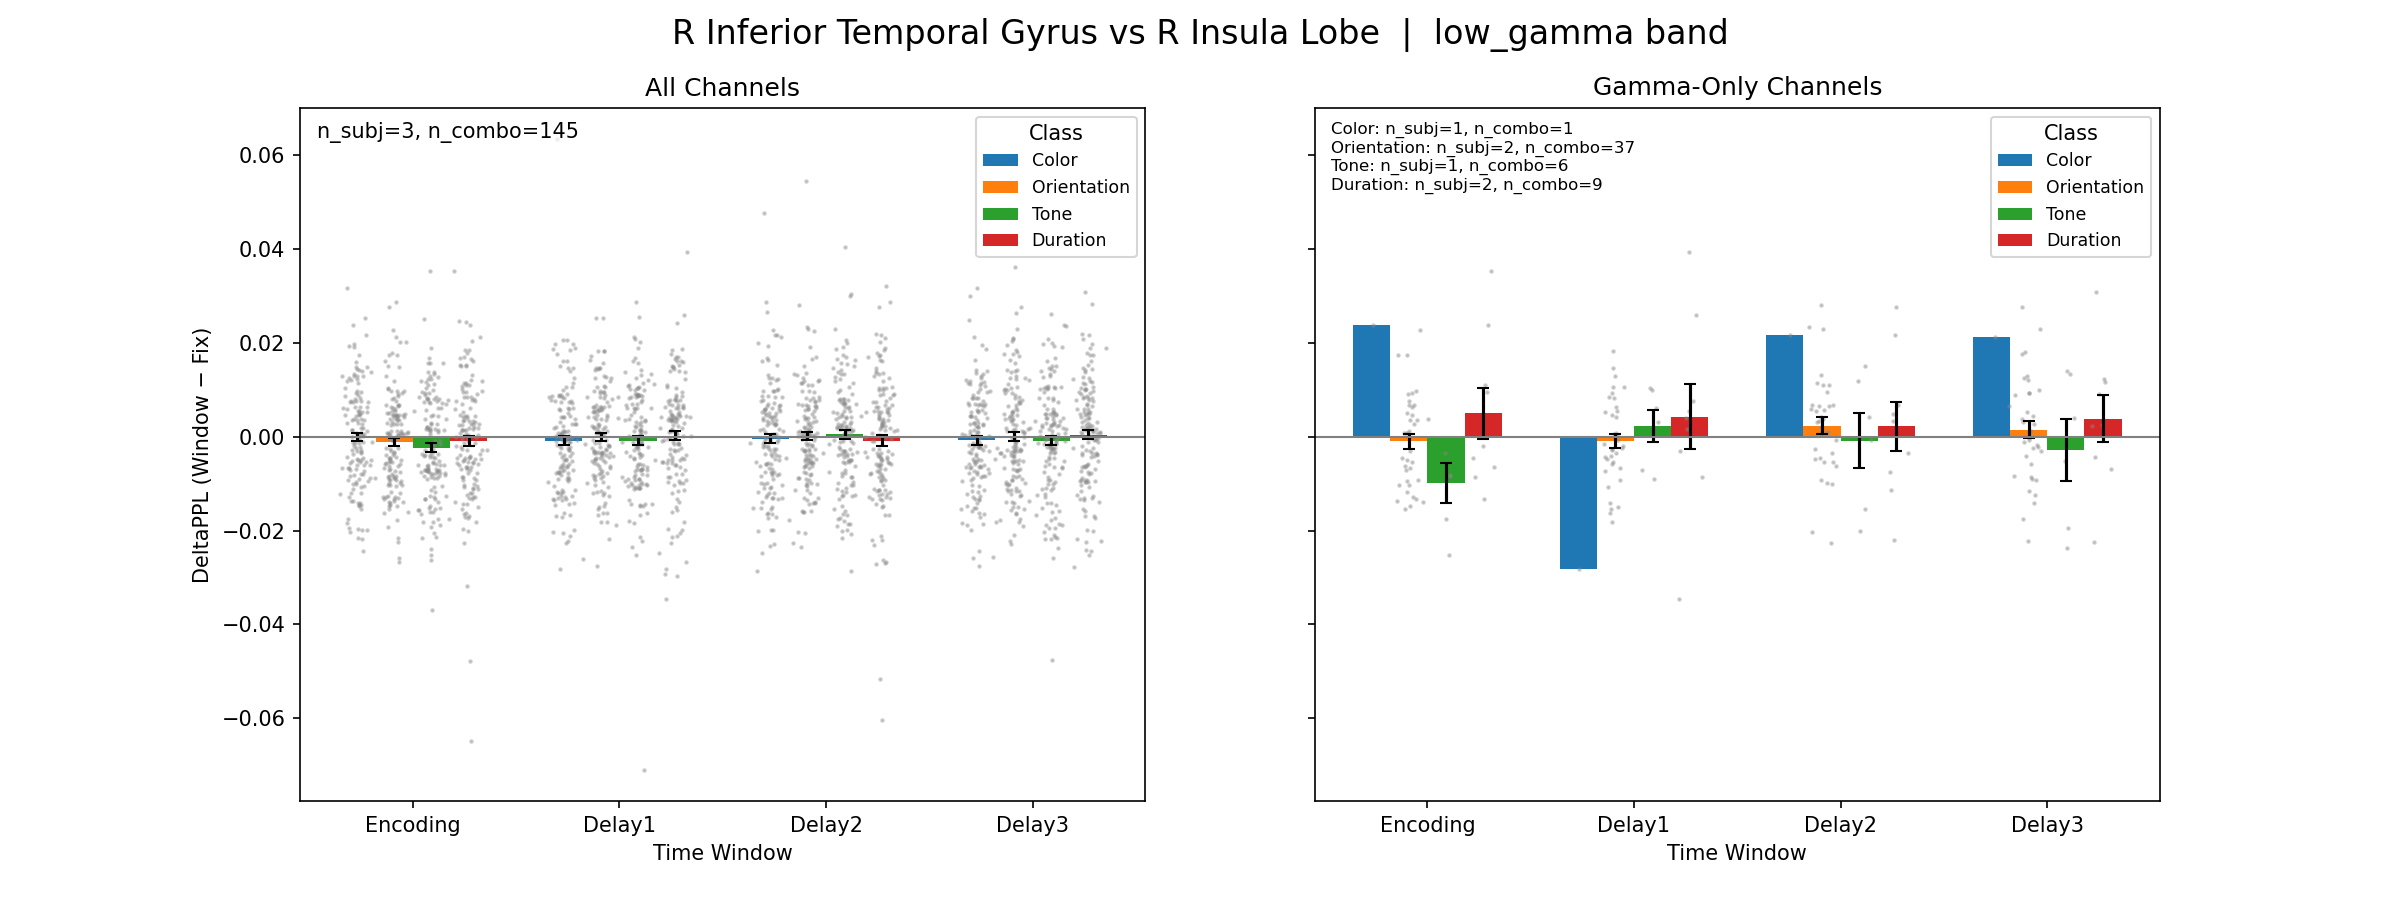 R Inferior Temporal Gyrus vs R Insula Lobe | low_gamma band
All Channels
n_subj=3, n_combo=145
Class
Color
Orientation
Tone
Duration
0.06
0.04
0.02
0.00
−0.02
−0.04
−0.06
DeltaPPL (Window − Fix)
Encoding
Delay1
Delay2
Delay3
Time Window
Gamma-Only Channels
Color: n_subj=1, n_combo=1
Orientation: n_subj=2, n_combo=37
Tone: n_subj=1, n_combo=6
Duration: n_subj=2, n_combo=9
Class
Color
Orientation
Tone
Duration
Encoding
Delay1
Delay2
Delay3
Time Window